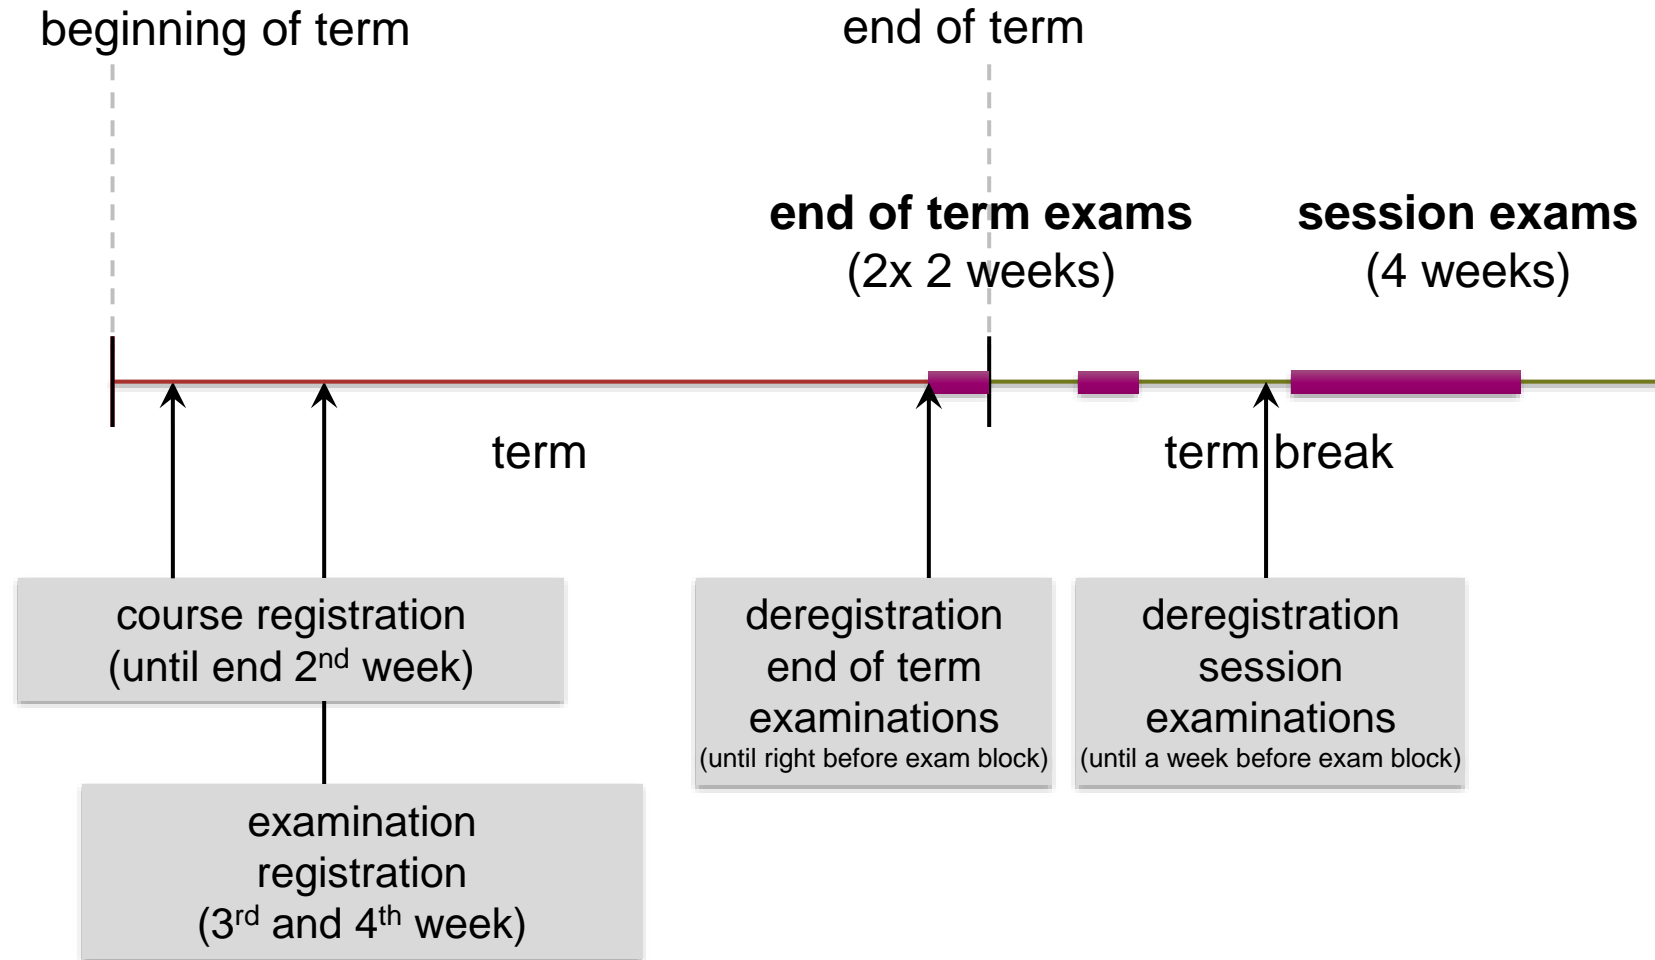 beginning of term
end of term
end of term exams
(2x 2 weeks)
session exams
(4 weeks)
term
term break
course registration
(until end 2nd week)
examination
registration
(3rd and 4th week)
deregistration
end of term
examinations
(until right before exam block)
deregistration
session
examinations
(until a week before exam block)